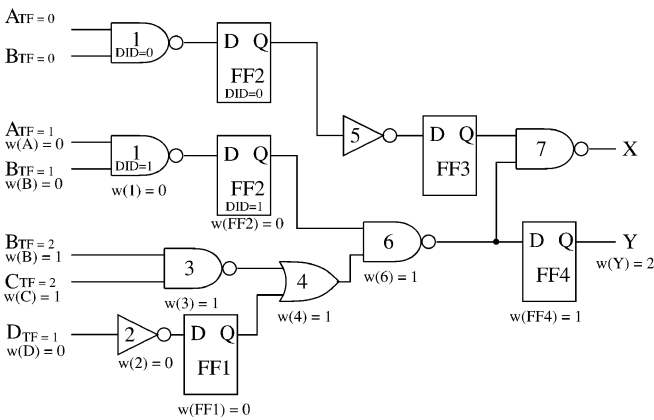 ATF = 0
1
DID=0
D Q
FF2
DID=0
BTF = 0
ATF = 1
w(A) = 0
1
DID=1
D Q
FF2
DID=1
BTF = 1
w(B) = 0
w(1) = 0
w(FF2) = 0
5
D Q
FF3
7
X
BTF = 2
w(B) = 1
CTF = 2
w(C) = 1
3
w(3) = 1
4
w(4) = 1
6
w(6) = 1
D Q
FF4
w(FF4) = 1
Y
w(Y) = 2
DTF = 1
w(D) = 0
2
w(2) = 0
D Q
FF1
w(FF1) = 0